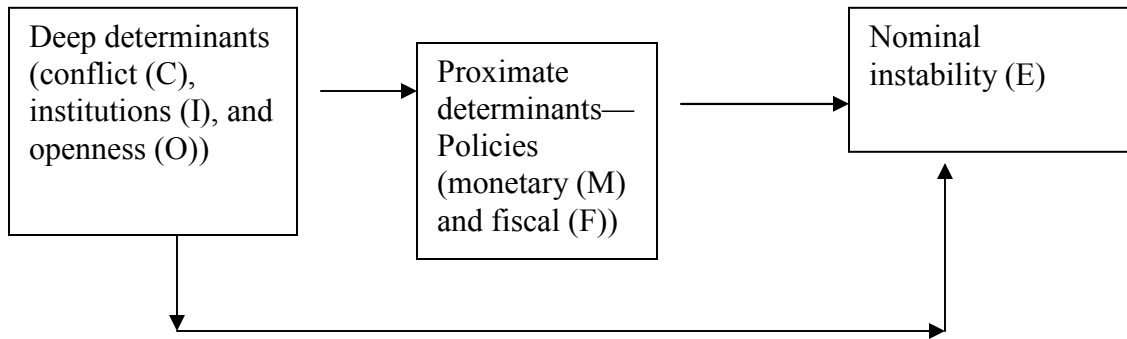 Deep determinants
(conflict (C),
institutions (I), and
openness (O))
Proximate
determinants—
Policies
(monetary (M)
and fiscal (F))
Nominal
instability (E)